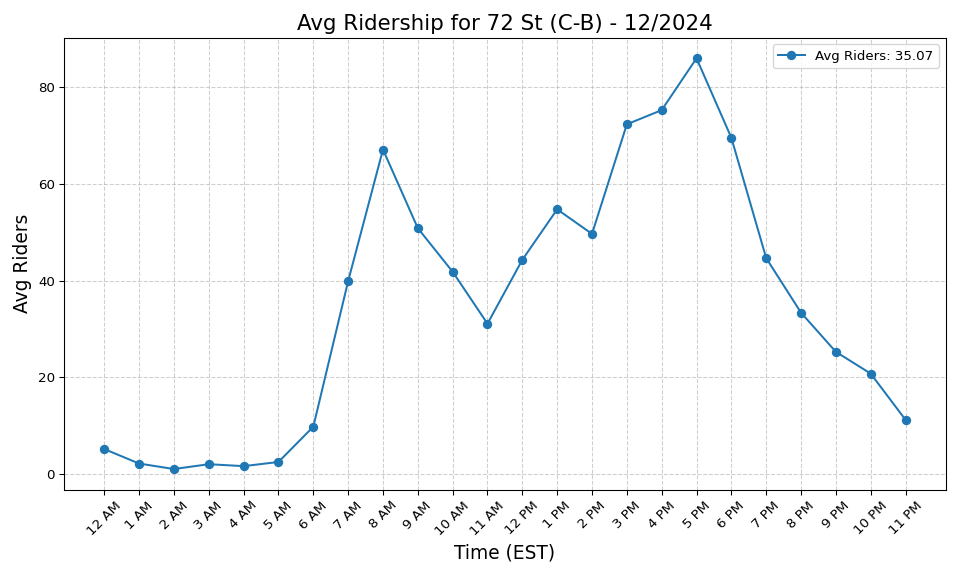 Avg Ridership for 72 St (C-B) - 12/2024
Avg Riders: 35.07
Avg Riders
80
60
40
20
0
12 AM
1 AM
2 AM
3 AM
4 AM
5 AM
6 AM
7 AM
8 AM
9 AM
10 AM
11 AM
12 PM
1 PM
2 PM
3 PM
4 PM
5 PM
6 PM
7 PM
8 PM
9 PM
10 PM
11 PM
Time (EST)